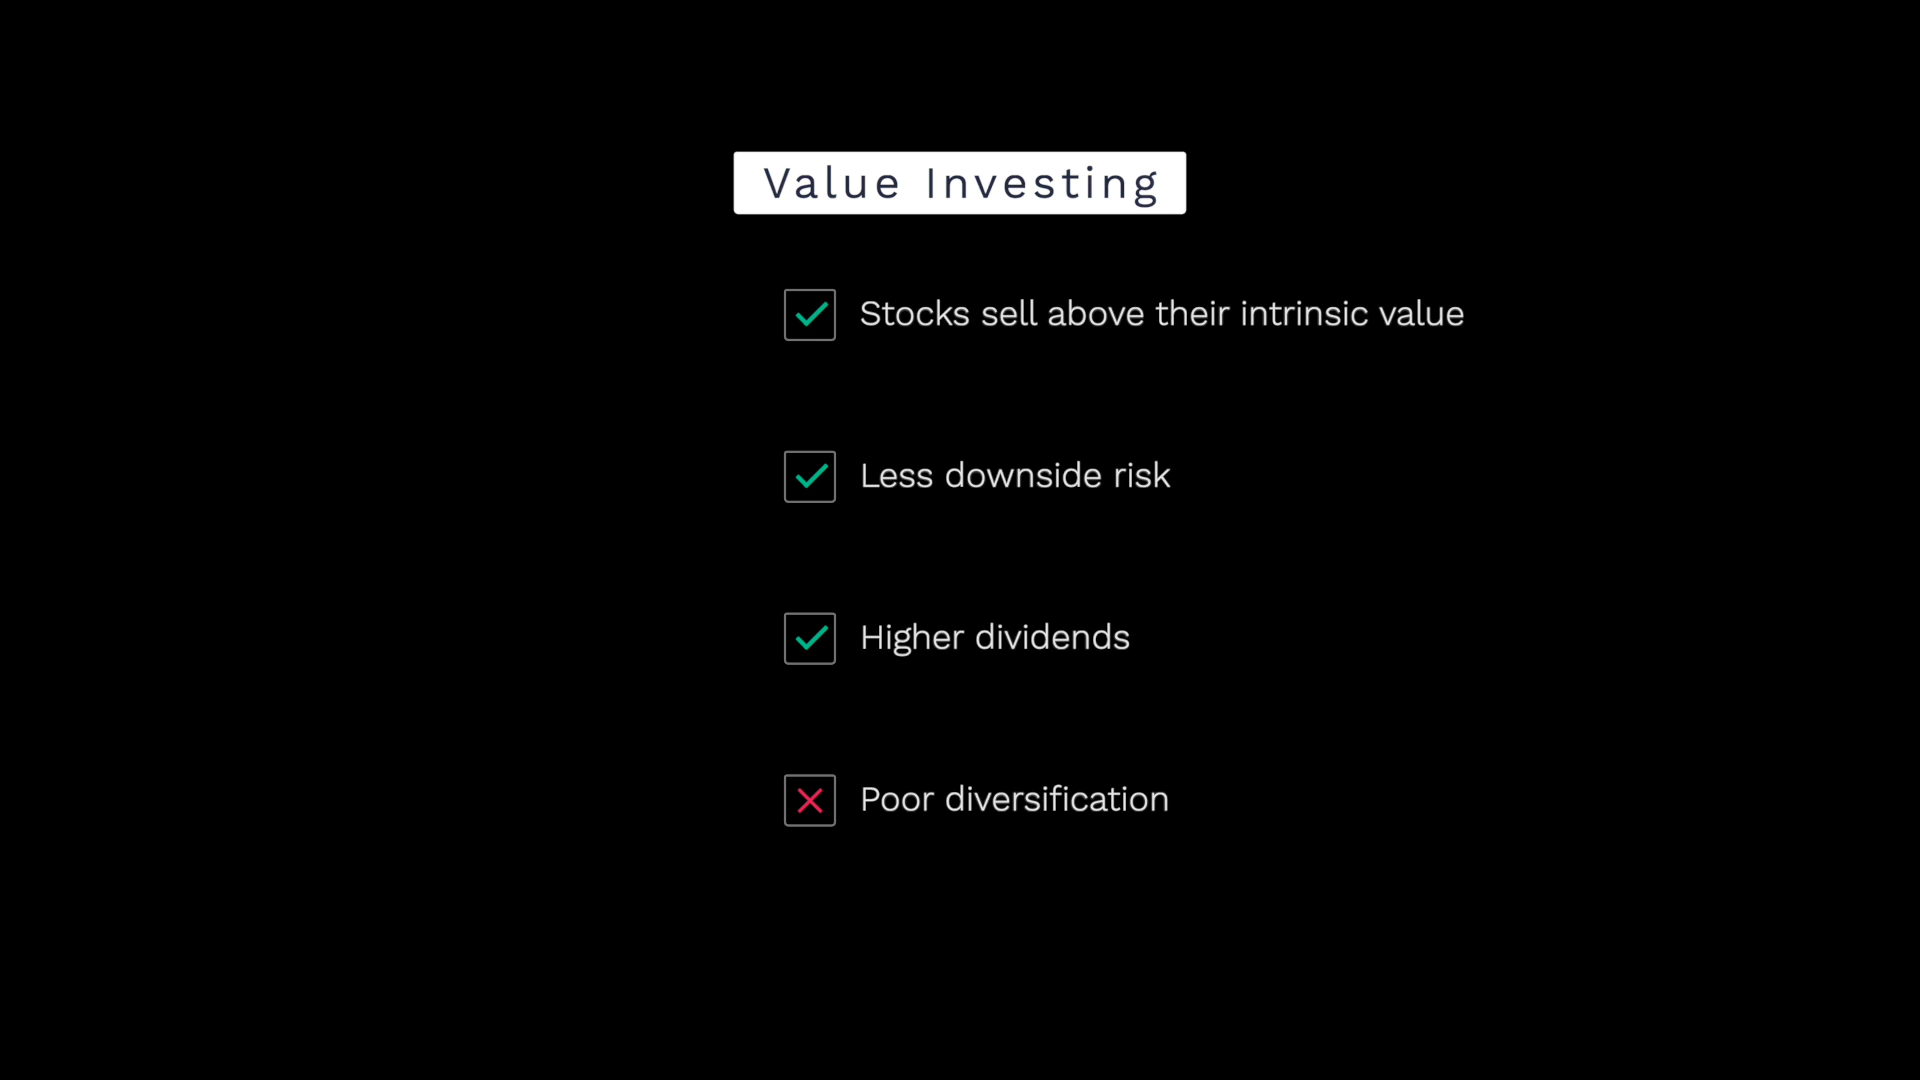 Value Investing
Stocks sell above their intrinsic value
Less downside risk
Higher dividends
Poor diversification